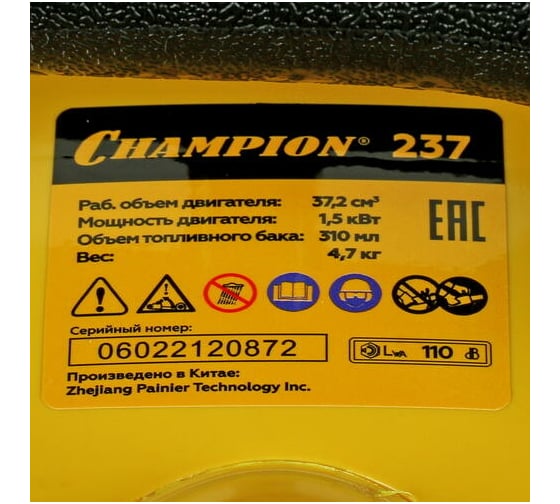 CHAMPION® 237
Раб. объем двигателя: 37,2 см³
Мощность двигателя: 1,5 кВт
Объем топливного бака: 310 мл
Вес: 4,7 кг
EAC
Серийный номер:
06022120872
LWA 110 dB
Произведено в Китае:
Zhejiang Painier Technology Inc.